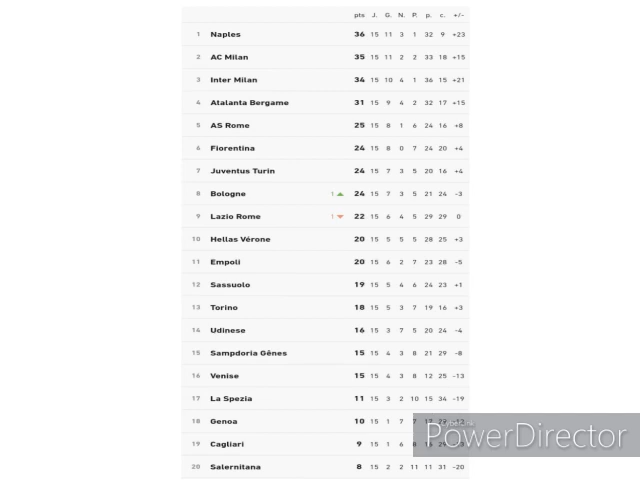 pts J. G. N. P. p. c. +/-
1 Naples 36 15 11 3 1 32 9 +23
2 AC Milan 35 15 11 2 2 33 18 +15
3 Inter Milan 34 15 10 4 1 36 15 +21
4 Atalanta Bergame 31 15 9 4 2 32 17 +15
5 AS Rome 25 15 8 1 6 24 16 +8
6 Fiorentina 24 15 8 0 7 24 20 +4
7 Juventus Turin 24 15 7 3 5 20 16 +4
8 Bologne 1 24 15 7 3 5 21 24 -3
9 Lazio Rome 1 22 15 6 4 5 29 29 0
10 Hellas Vérone 20 15 5 5 5 28 25 +3
11 Empoli 20 15 6 2 7 23 28 -5
12 Sassuolo 19 15 5 4 6 24 23 +1
13 Torino 18 15 5 3 7 19 16 +3
14 Udinese 16 15 3 7 5 20 24 -4
15 Sampdoria Gênes 15 15 4 3 8 21 29 -8
16 Venise 15 15 4 3 8 12 25 -13
17 La Spezia 11 15 3 2 10 15 34 -19
18 Genoa 10 15 1 7 7 17
19 Cagliari 9 15 1 6 8
PowerDirector
20 Salernitana 8 15 2 2 11 11 31 -20